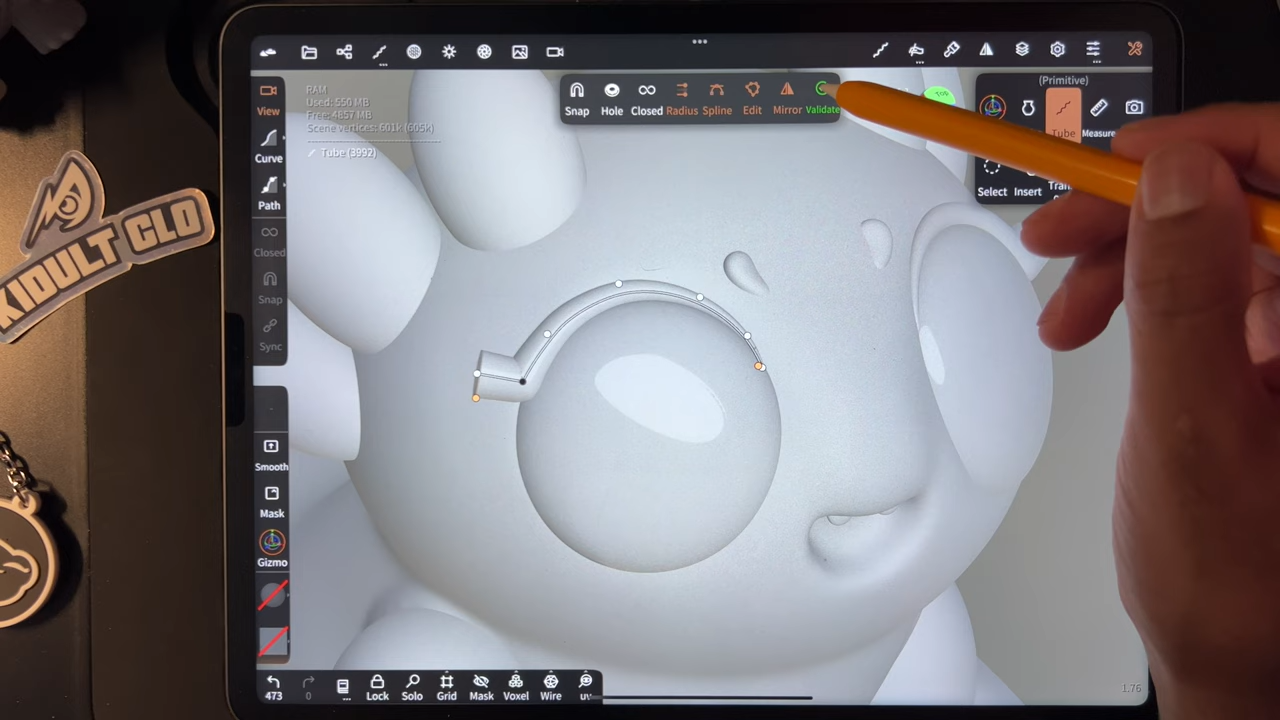 •••
RAM
Used: 550 MB
Free: 4857 MB
Scene vertices: 601k (605k)
Tube (3992)
View
Curve
Path
Closed
Snap
Sync
Smooth
Mask
Gizmo
Snap
Hole
Closed
Radius
Spline
Edit
Mirror
Validate
TOP
(Primitive)
Tube
Measure
Select
Insert
KIDULT CLO
473
0
Lock
Solo
Grid
Mask
Voxel
Wire
1.76